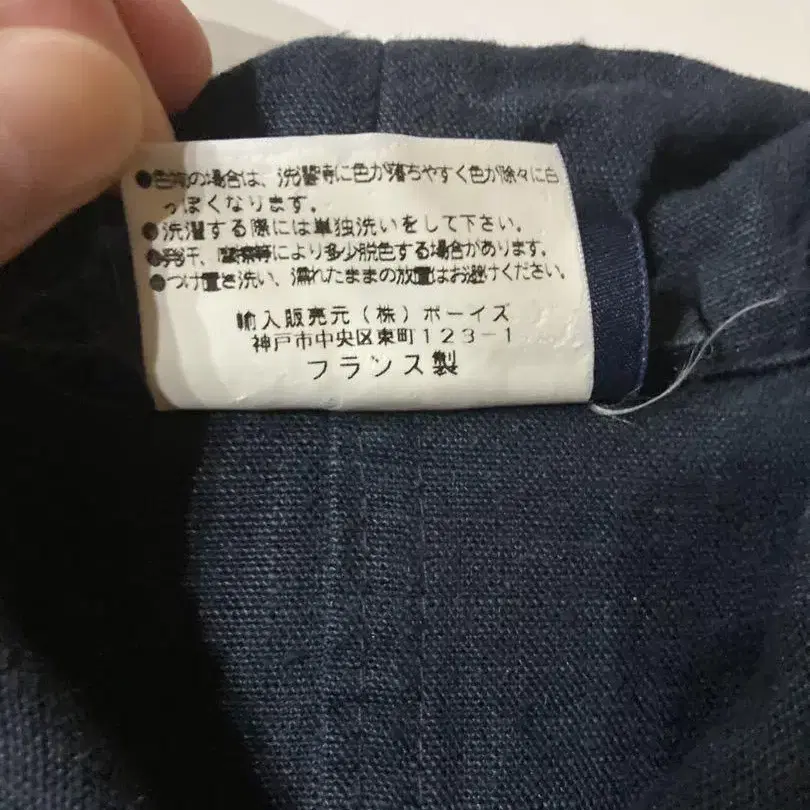 ●色物の場合は、洗濯時に色が落ちやすく色が除々に白
っぽくなります。
●洗濯する際には単独洗いをして下さい。
●発汗、摩擦等により多少脱色する場合があります。
●つけ置き洗い、濡れたままの放置はお避けください。
輸入販売元(株)ボーイズ
神戸市中央区東町123-1
フランス製